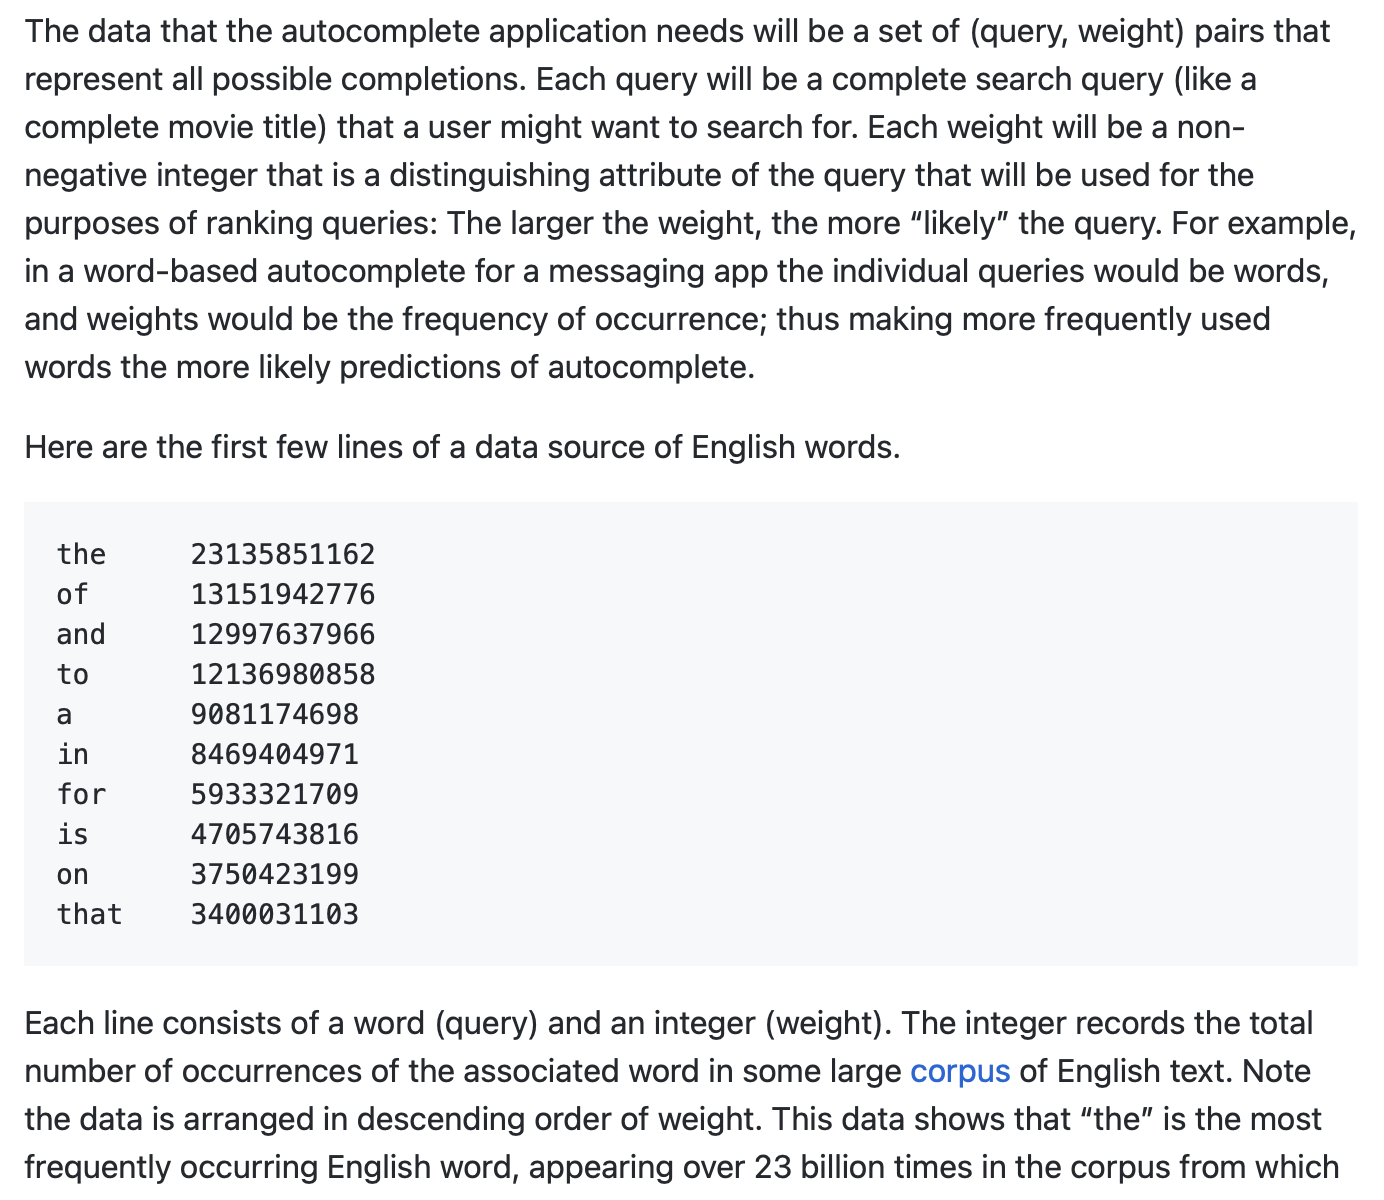 The data that the autocomplete application needs will be a set of (query, weight) pairs that
represent all possible completions. Each query will be a complete search query (like a
complete movie title) that a user might want to search for. Each weight will be a non-
negative integer that is a distinguishing attribute of the query that will be used for the
purposes of ranking queries: The larger the weight, the more “likely” the query. For example,
in a word-based autocomplete for a messaging app the individual queries would be words,
and weights would be the frequency of occurrence; thus making more frequently used
words the more likely predictions of autocomplete.
Here are the first few lines of a data source of English words.
the 23135851162
of 13151942776
and 12997637966
to 12136980858
a 9081174698
in 8469404971
for 5933321709
is 4705743816
on 3750423199
that 3400031103
Each line consists of a word (query) and an integer (weight). The integer records the total
number of occurrences of the associated word in some large corpus of English text. Note
the data is arranged in descending order of weight. This data shows that “the” is the most
frequently occurring English word, appearing over 23 billion times in the corpus from which